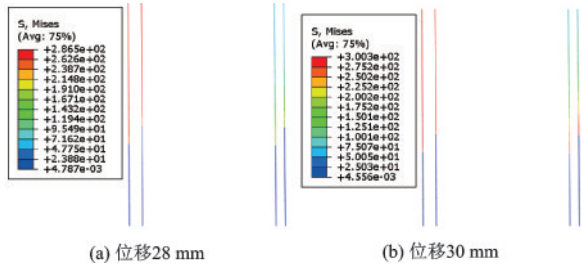 S, Mises
(Avg: 75%)
+2.865e+02
+2.626e+02
+2.387e+02
+2.148e+02
+1.910e+02
+1.671e+02
+1.432e+02
+1.194e+02
+9.549e+01
+7.162e+01
+4.775e+01
+2.388e+01
+4.787e-03
(a) 位移28 mm
S, Mises
(Avg: 75%)
+3.003e+02
+2.752e+02
+2.502e+02
+2.252e+02
+2.002e+02
+1.752e+02
+1.501e+02
+1.251e+02
+1.001e+02
+7.507e+01
+5.005e+01
+2.503e+01
+4.556e-03
(b) 位移30 mm